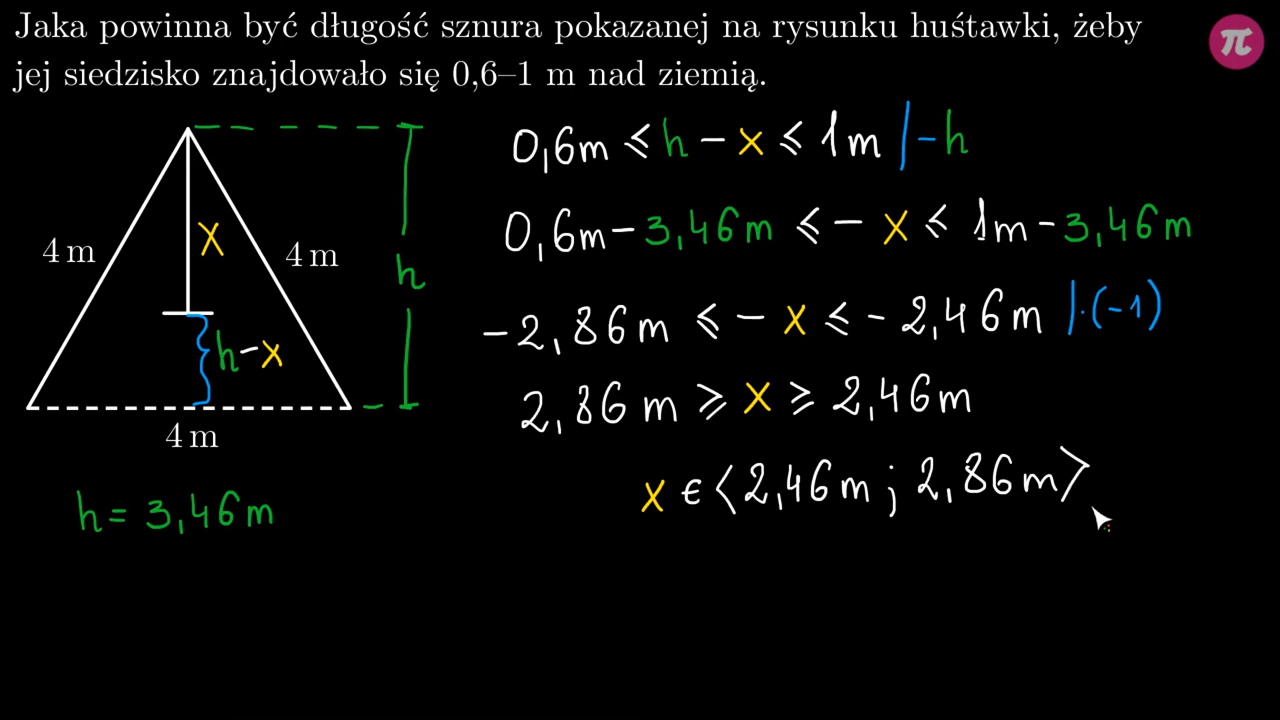 Jaka powinna być długość sznura pokazanej na rysunku huśtawki, żeby
jej siedzisko znajdowało się 0,6–1 m nad ziemią.
π
4 m
x
4 m
h
h-x
4 m
h = 3,46m
0,6m ⩽ h - x ⩽ 1m /-h
0,6m - 3,46m ⩽ - x ⩽ 1m - 3,46m
-2,86m ⩽ - x ⩽ - 2,46m /·(-1)
2,86m ⩾ x ⩾ 2,46m
x ∈ ⟨2,46m ; 2,86m⟩